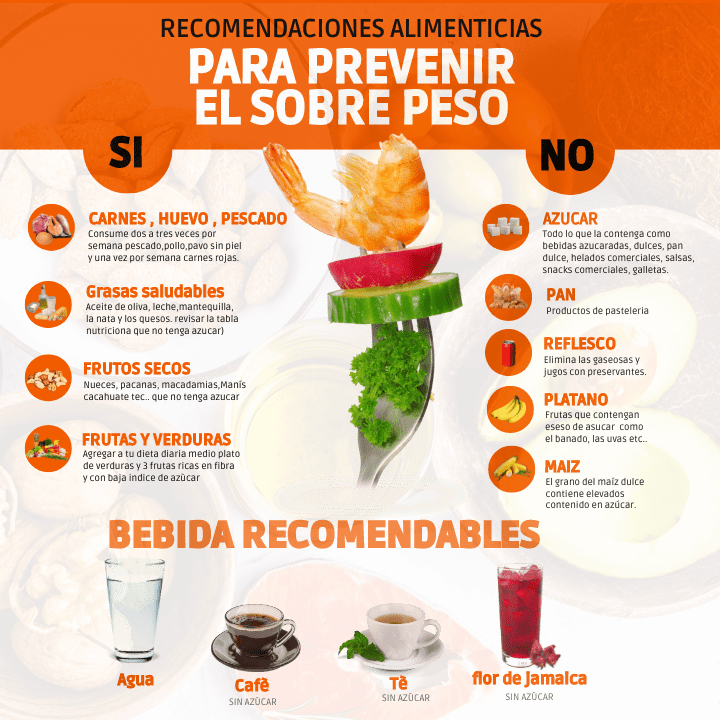 RECOMENDACIONES ALIMENTICIAS
PARA PREVENIR
EL SOBRE PESO
SI
NO
CARNES , HUEVO , PESCADO
Consume dos a tres veces por
semana pescado,pollo,pavo sin piel
y una vez por semana carnes rojas.
Grasas saludables
Aceite de oliva, leche,mantequilla,
la nata y los quesos. revisar la tabla
nutriciona que no tenga azucar)
FRUTOS SECOS
Nueces, pacanas, macadamias,Manís
cacahuate tec.. que no tenga azucar
FRUTAS Y VERDURAS
Agregar a tu dieta diaria medio plato
de verduras y 3 frutas ricas en fibra
y con baja indice de azùcar
AZUCAR
Todo lo que la contenga como
bebidas azucaradas, dulces, pan
dulce, helados comerciales, salsas,
snacks comerciales, galletas.
PAN
Productos de pasteleria
REFLESCO
Elimina las gaseosas y
jugos con preservantes.
PLATANO
Frutas que contengan
eseso de asucar como
el banado, las uvas etc..
MAIZ
El grano del maíz dulce
contiene elevados
contenido en azúcar.
BEBIDA RECOMENDABLES
Agua
Cafè
SIN AZÙCAR
Tè
SIN AZÙCAR
flor de jamaica
SIN AZÙCAR